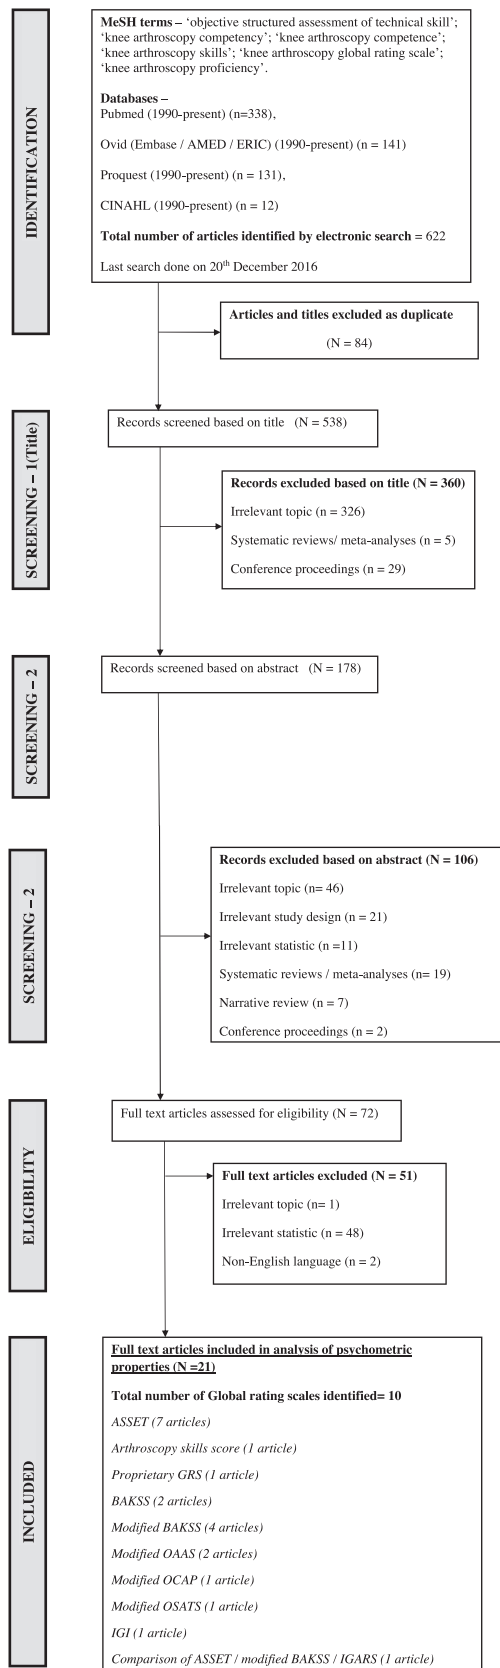 IDENTIFICATION
MeSH terms – ‘objective structured assessment of technical skill’;
‘knee arthroscopy competency’; ‘knee arthroscopy competence’;
‘knee arthroscopy skills’; ‘knee arthroscopy global rating scale’;
‘knee arthroscopy proficiency’.
Databases –
Pubmed (1990-present) (n=338),
Ovid (Embase / AMED / ERIC) (1990-present) (n = 141)
Proquest (1990-present) (n = 131),
CINAHL (1990-present) (n = 12)
Total number of articles identified by electronic search = 622
Last search done on 20th December 2016
Articles and titles excluded as duplicate
(N = 84)
SCREENING – 1(Title)
Records screened based on title (N = 538)
Records excluded based on title (N = 360)
Irrelevant topic (n = 326)
Systematic reviews/ meta-analyses (n = 5)
Conference proceedings (n = 29)
SCREENING – 2
Records screened based on abstract (N = 178)
SCREENING – 2
Records excluded based on abstract (N = 106)
Irrelevant topic (n= 46)
Irrelevant study design (n = 21)
Irrelevant statistic (n =11)
Systematic reviews / meta-analyses (n= 19)
Narrative review (n = 7)
Conference proceedings (n = 2)
ELIGIBILITY
Full text articles assessed for eligibility (N = 72)
Full text articles excluded (N = 51)
Irrelevant topic (n= 1)
Irrelevant statistic (n = 48)
Non-English language (n = 2)
INCLUDED
Full text articles included in analysis of psychometric
properties (N =21)
Total number of Global rating scales identified= 10
ASSET (7 articles)
Arthroscopy skills score (1 article)
Proprietary GRS (1 article)
BAKSS (2 articles)
Modified BAKSS (4 articles)
Modified OAAS (2 articles)
Modified OCAP (1 article)
Modified OSATS (1 article)
IGI (1 article)
Comparison of ASSET / modified BAKSS / IGARS (1 article)